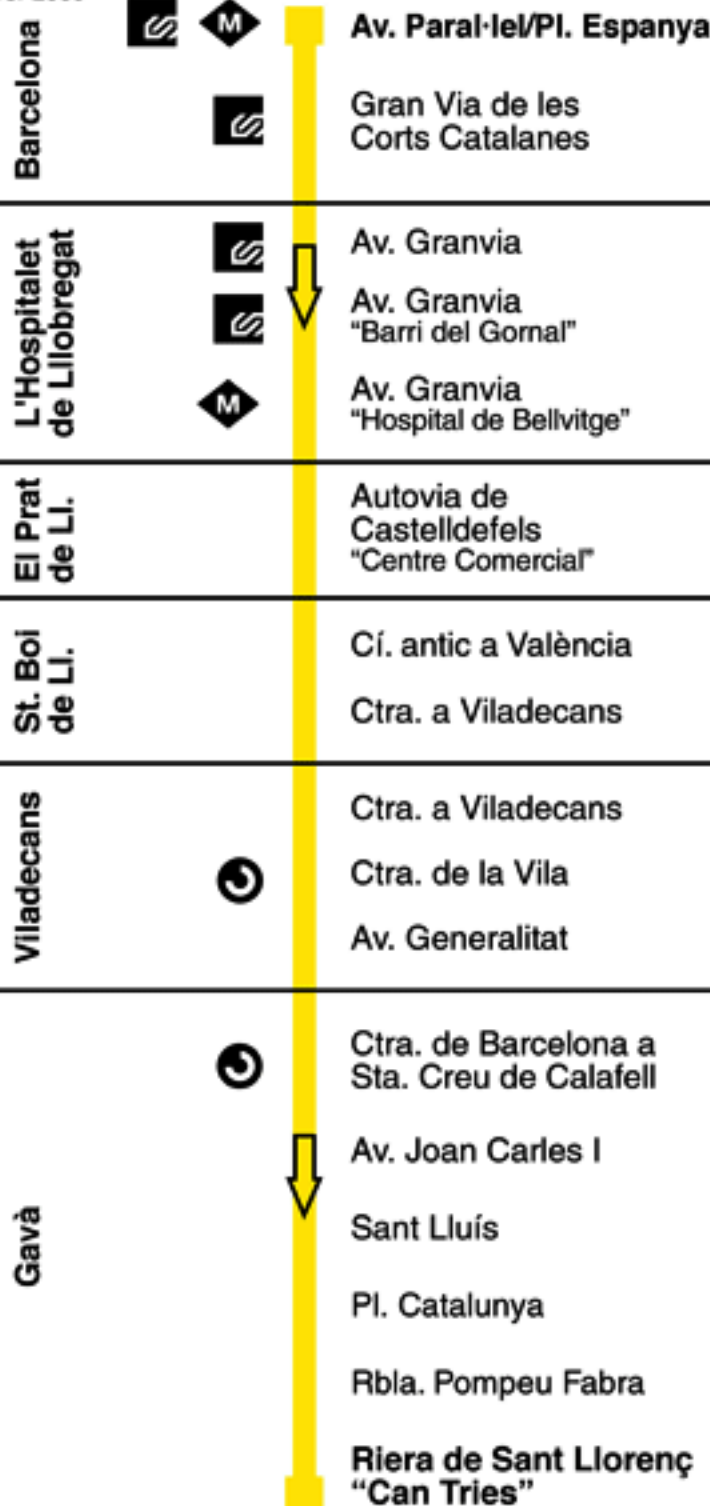 Barcelona
M
Av. Paral·lel/Pl. Espanya
Gran Via de les
Corts Catalanes
L'Hospitalet
de Llobregat
Av. Granvia
Av. Granvia
“Barri del Gornal”
M
Av. Granvia
“Hospital de Bellvitge”
El Prat
de Ll.
Autovia de
Castelldefels
“Centre Comercial”
St. Boi
de Ll.
Cí. antic a València
Ctra. a Viladecans
Viladecans
Ctra. a Viladecans
Ctra. de la Vila
Av. Generalitat
Gavà
Ctra. de Barcelona a
Sta. Creu de Calafell
Av. Joan Carles I
Sant Lluís
Pl. Catalunya
Rbla. Pompeu Fabra
Riera de Sant Llorenç
“Can Tries”